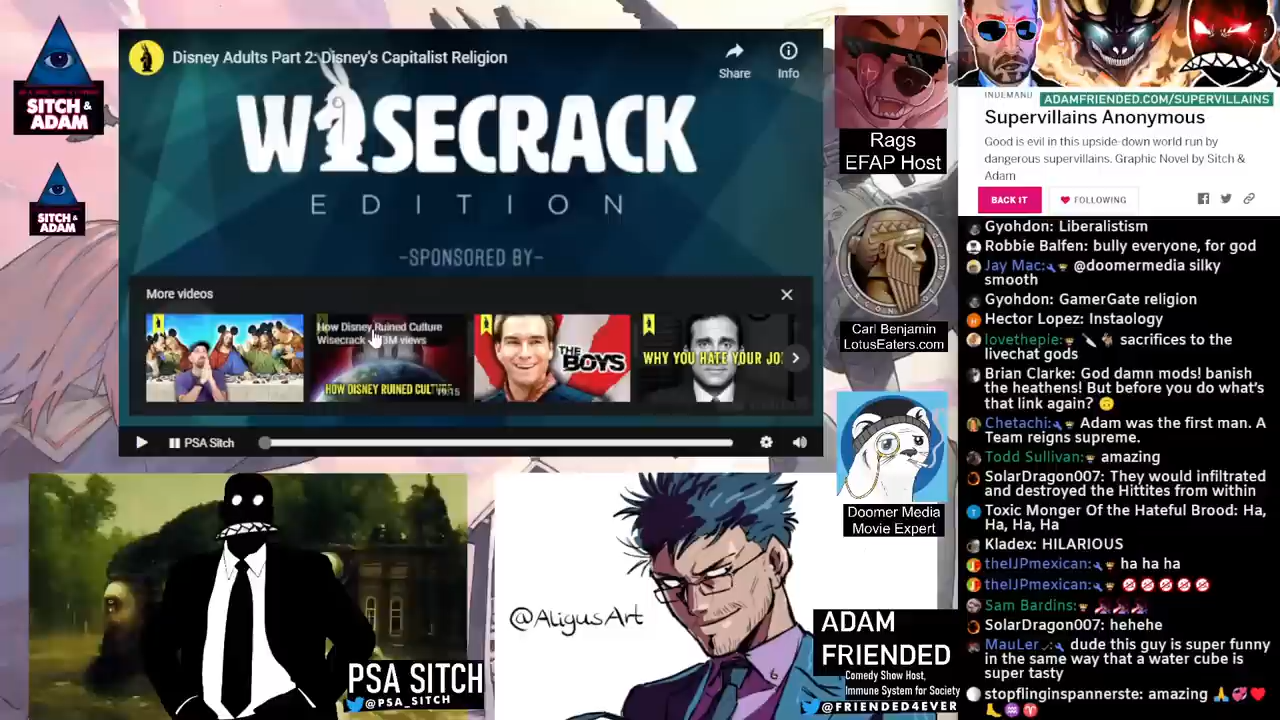 SITCH &
ADAM
SITCH &
ADAM
Disney Adults Part 2: Disney's Capitalist Religion
Share
Info
WISECRACK
EDITION
-SPONSORED BY-
More videos
How Disney Ruined Culture
HOW DISNEY RUINED CULTURE
THE BOYS
WHY YOU HATE YOUR JO
PSA Sitch
Rags
EFAP Host
Carl Benjamin
LotusEaters.com
Doomer Media
Movie Expert
@AligusArt
PSA SITCH
@PSA_SITCH
ADAM
FRIENDED
Comedy Show Host,
Immune System for Society
@FRIENDED4EVER
INDEMAND
ADAMFRIENDED.COM/SUPERVILLAINS
Supervillains Anonymous
Good is evil in this upside-down world run by
dangerous supervillains. Graphic Novel by Sitch &
Adam
BACK IT
FOLLOWING
Gyohdon: Liberalistism
Robbie Balfen: bully everyone, for god
Jay Mac: @doomermedia silky
smooth
Gyohdon: GamerGate religion
Hector Lopez: Instaology
lovethepie: sacrifices to the
livechat gods
Brian Clarke: God damn mods! banish
the heathens! But before you do what's
that link again?
Chetachi: Adam was the first man. A
Team reigns supreme.
Todd Sullivan: amazing
SolarDragon007: They would infiltrated
and destroyed the Hittites from within
Toxic Monger Of the Hateful Brood: Ha,
Ha, Ha, Ha
Kladex: HILARIOUS
theIJPmexican: ha ha ha
theIJPmexican:
Sam Bardins:
SolarDragon007: hehehe
MauLer: dude this guy is super funny
in the same way that a water cube is
super tasty
stopflinginspannerste: amazing